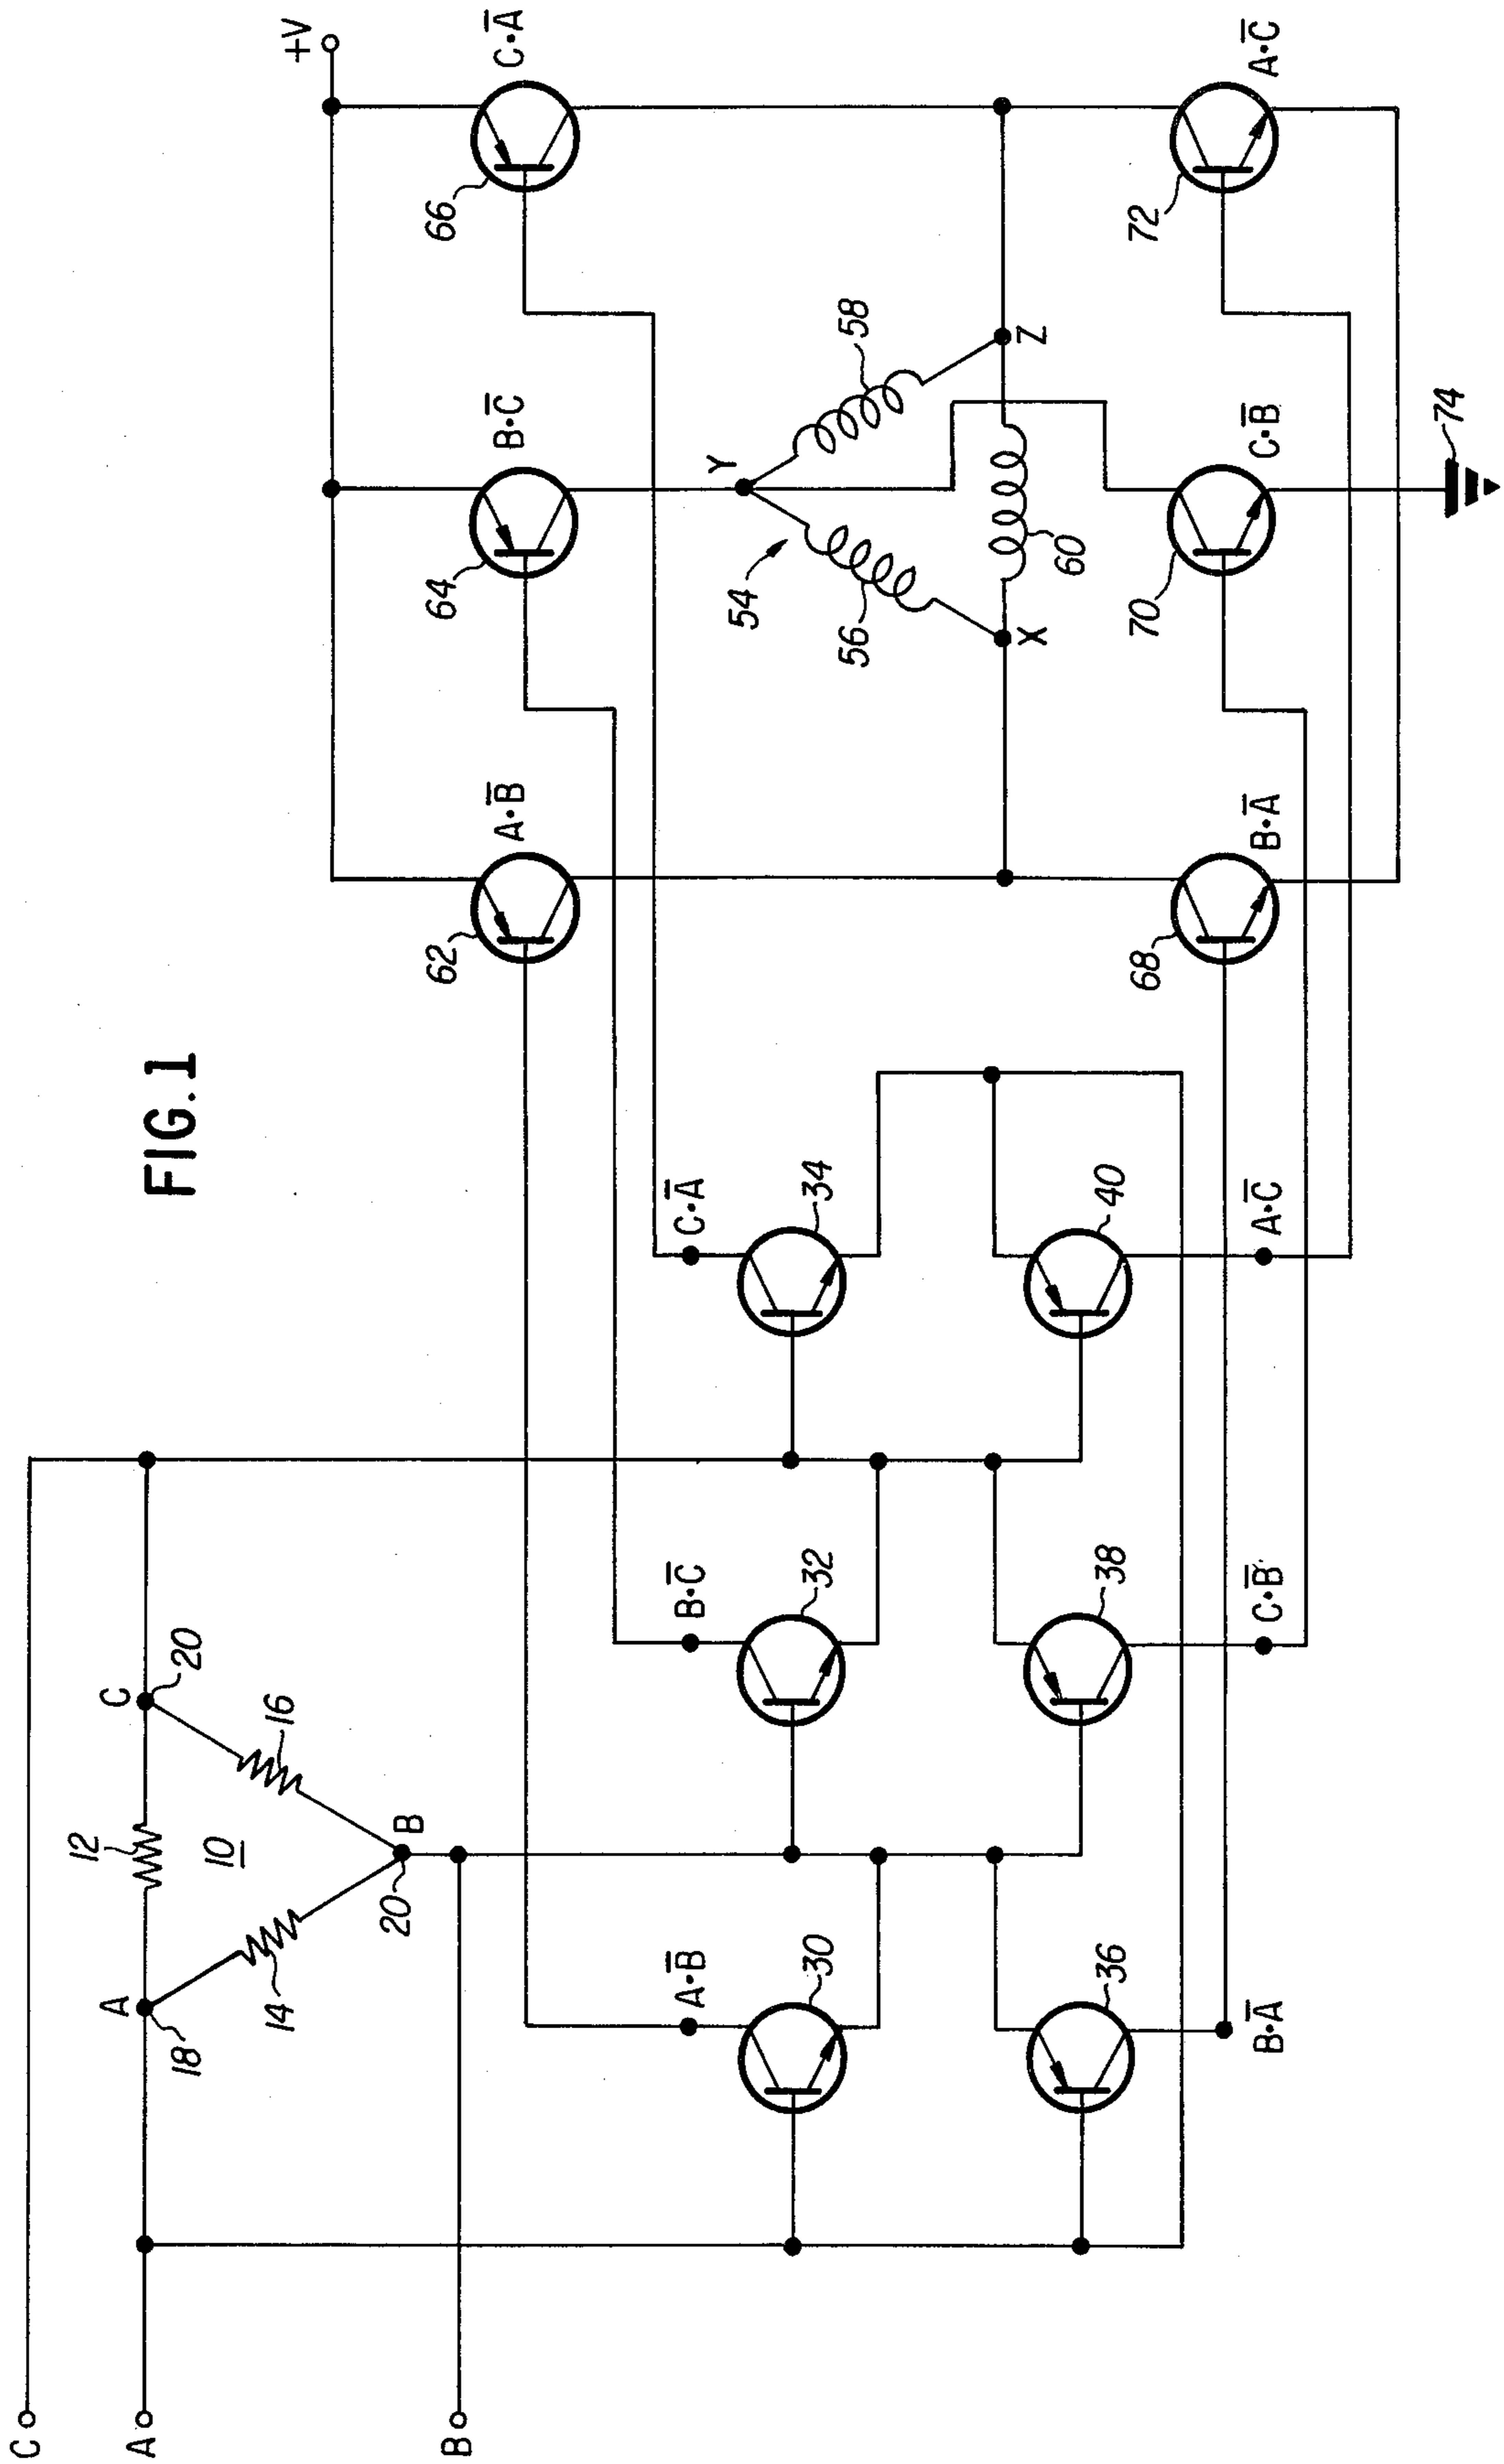 FIG. 1
C
A
B
A
18
12
10
14
C
20
16
B
20
A·B̅
30
B·C̅
32
C·A̅
34
36
B·A̅
38
C·B̅
40
A·C̅
+V
62
A·B̅
64
B·C̅
66
C·A̅
54
56
58
60
X
Y
Z
68
B·A̅
70
C·B̅
72
A·C̅
74